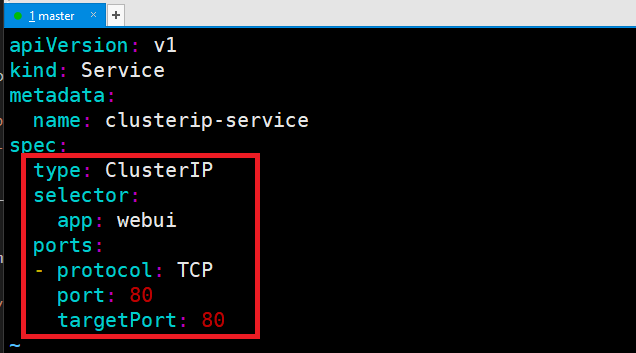 1 master × +
apiVersion: v1
kind: Service
metadata:
  name: clusterip-service
spec:
  type: ClusterIP
  selector:
    app: webui
  ports:
  - protocol: TCP
    port: 80
    targetPort: 80
~